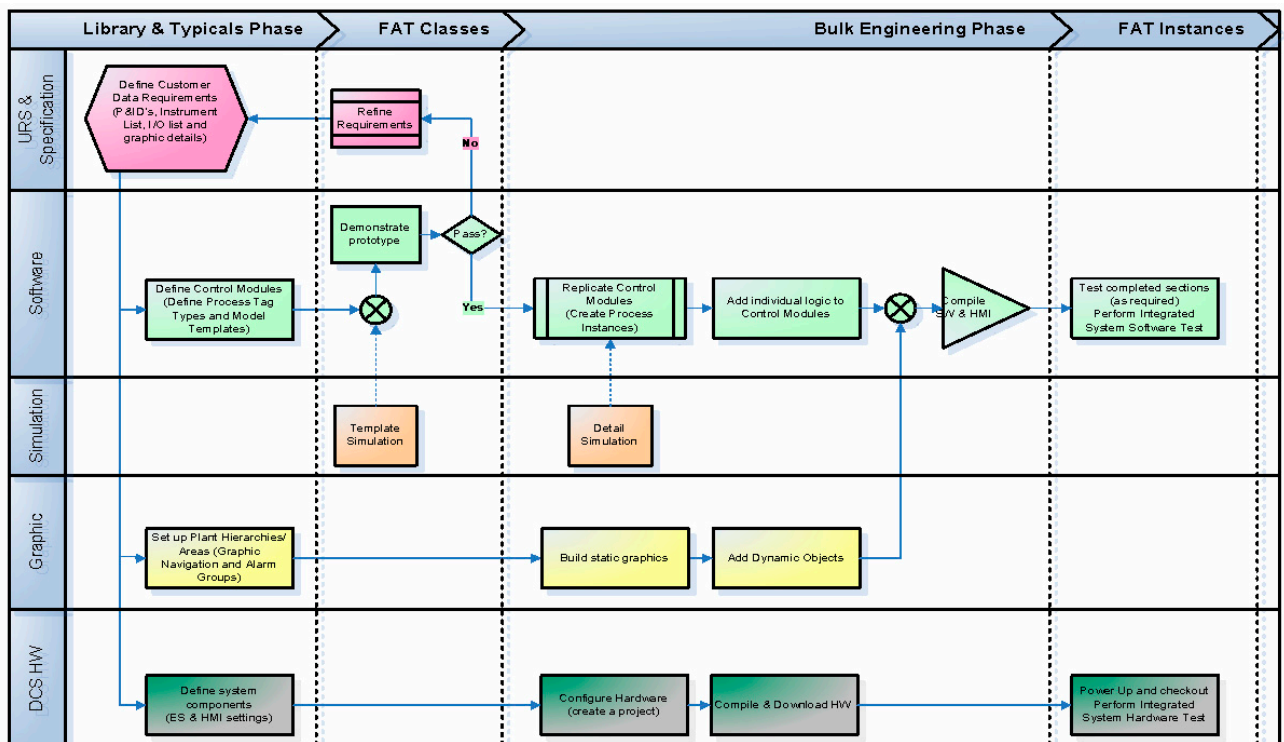 Library & Typicals Phase
FAT Classes
Bulk Engineering Phase
FAT Instances
URS &
Specification
Define Customer
Data Requirements
(P&ID's, Instrument
List, I/O list and
graphic details)
Refine
Requirements
No
Software
Demonstrate
prototype
Pass?
Yes
Define Control Modules
(Define Process Tag
Types and Model
Templates)
Replicate Control
Modules
(Create Process
Instances)
Add individual logic to
Control Modules
Compile
SW & HMI
Test completed sections
(as required)
Perform Integrated
System Software Test
Simulation
Template
Simulation
Detail
Simulation
Graphic
Set up Plant Hierarchies/
Areas (Graphic
Navigation and Alarm
Groups)
Build static graphics
Add Dynamic Objects
DCS HW
Define system
components
(ES & HMI settings)
Configure Hardware
(create a project)
Compile & Download HW
Power Up and checkout
Perform Integrated
System Hardware Test